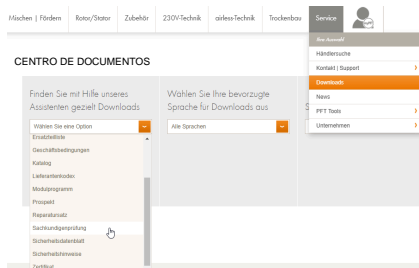 Mischen | Fördern Rotor/Stator Zubehör 230V-Technik airless-Technik Trockenbau Service
Ihre Auswahl
Händlersuche
Kontakt | Support
Downloads
News
PFT Tools
Unternehmen
CENTRO DE DOCUMENTOS
Finden Sie mit Hilfe unseres
Assistenten gezielt Downloads
Wählen Sie eine Option
Ersatzteilliste
Geschäftsbedingungen
Katalog
Lieferantenkodex
Modulprogramm
Prospekt
Reparatursatz
Sachkundigenprüfung
Sicherheitsdatenblatt
Sicherheitshinweise
Zertifikat
Wählen Sie Ihre bevorzugte
Sprache für Downloads aus
Alle Sprachen
S